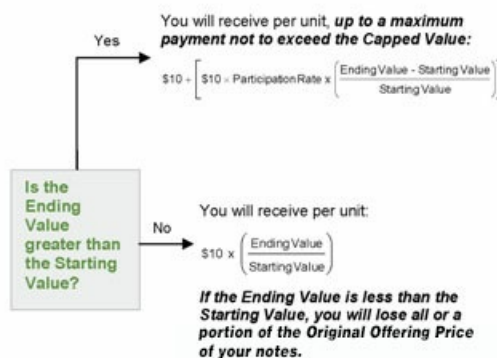 You will receive per unit, up to a maximum
Yes
payment not to exceed the Capped Value:
$10 + [ $10 × Participation Rate x ( Ending Value - Starting Value
Starting Value ) ]
Is the
Ending
Value
greater than
the Starting
Value?
No
You will receive per unit:
$10 x ( Ending Value
Starting Value )
If the Ending Value is less than the
Starting Value, you will lose all or a
portion of the Original Offering Price
of your notes.